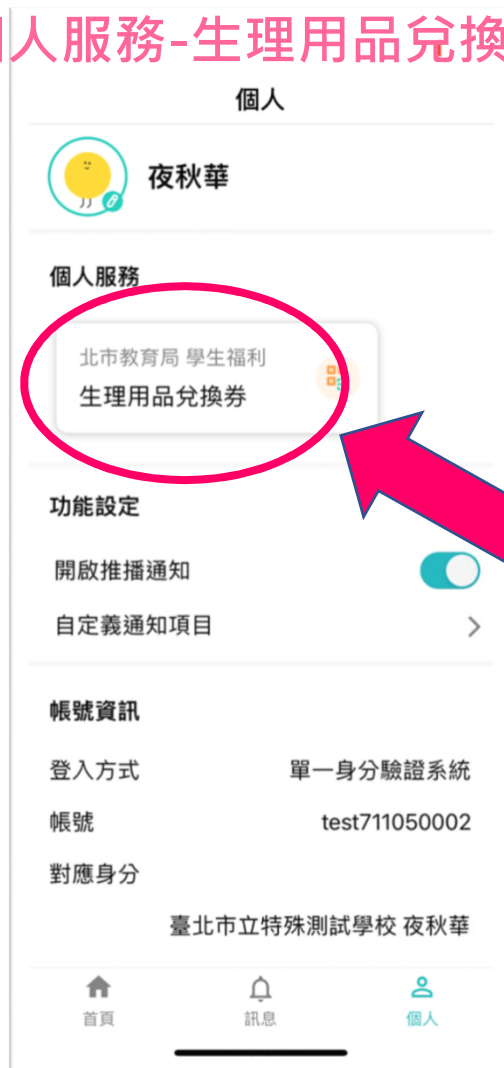 人服務-生理用品兌換
個人
夜秋華
個人服務
北市教育局 學生福利
生理用品兌換券
功能設定
開啟推播通知
自定義通知項目
帳號資訊
登入方式 單一身分驗證系統
帳號 test711050002
對應身分
臺北市立特殊測試學校 夜秋華
首頁 訊息 個人